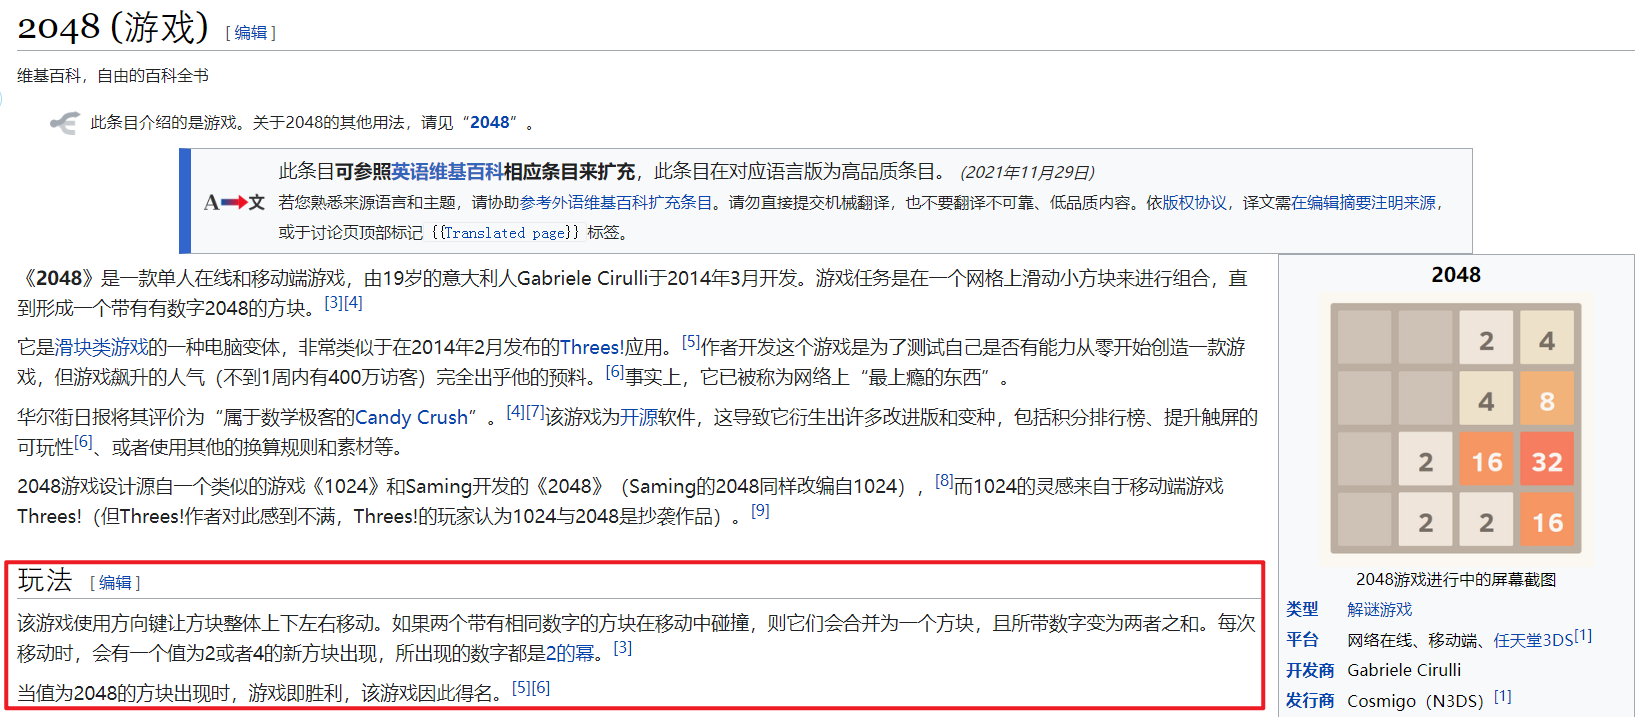 2048 (游戏) [ 编辑 ]
维基百科，自由的百科全书
此条目介绍的是游戏。关于2048的其他用法，请见“2048”。
此条目可参照英语维基百科相应条目来扩充，此条目在对应语言版为高品质条目。 (2021年11月29日)
A 文 若您熟悉来源语言和主题，请协助参考外语维基百科扩充条目。请勿直接提交机械翻译，也不要翻译不可靠、低品质内容。依版权协议，译文需在编辑摘要注明来源，
或于讨论页顶部标记 {{Translated page}} 标签。
《2048》是一款单人在线和移动端游戏，由19岁的意大利人Gabriele Cirulli于2014年3月开发。游戏任务是在一个网格上滑动小方块来进行组合，直
到形成一个带有有数字2048的方块。[3][4]
它是滑块类游戏的一种电脑变体，非常类似于在2014年2月发布的Threes!应用。[5]作者开发这个游戏是为了测试自己是否有能力从零开始创造一款游
戏，但游戏飙升的人气（不到1周内有400万访客）完全出乎他的预料。[6]事实上，它已被称为网络上“最上瘾的东西”。
华尔街日报将其评价为“属于数学极客的Candy Crush”。[4][7]该游戏为开源软件，这导致它衍生出许多改进版和变种，包括积分排行榜、提升触屏的
可玩性[6]、或者使用其他的换算规则和素材等。
2048游戏设计源自一个类似的游戏《1024》和Saming开发的《2048》（Saming的2048同样改编自1024），[8]而1024的灵感来自于移动端游戏
Threes!（但Threes!作者对此感到不满，Threes!的玩家认为1024与2048是抄袭作品）。[9]
玩法 [ 编辑 ]
该游戏使用方向键让方块整体上下左右移动。如果两个带有相同数字的方块在移动中碰撞，则它们会合并为一个方块，且所带数字变为两者之和。每次
移动时，会有一个值为2或者4的新方块出现，所出现的数字都是2的幂。[3]
当值为2048的方块出现时，游戏即胜利，该游戏因此得名。[5][6]
2048
2 4
4 8
2 16 32
2 2 16
2048游戏进行中的屏幕截图
类型 解谜游戏
平台 网络在线、移动端、任天堂3DS[1]
开发商 Gabriele Cirulli
发行商 Cosmigo（N3DS）[1]